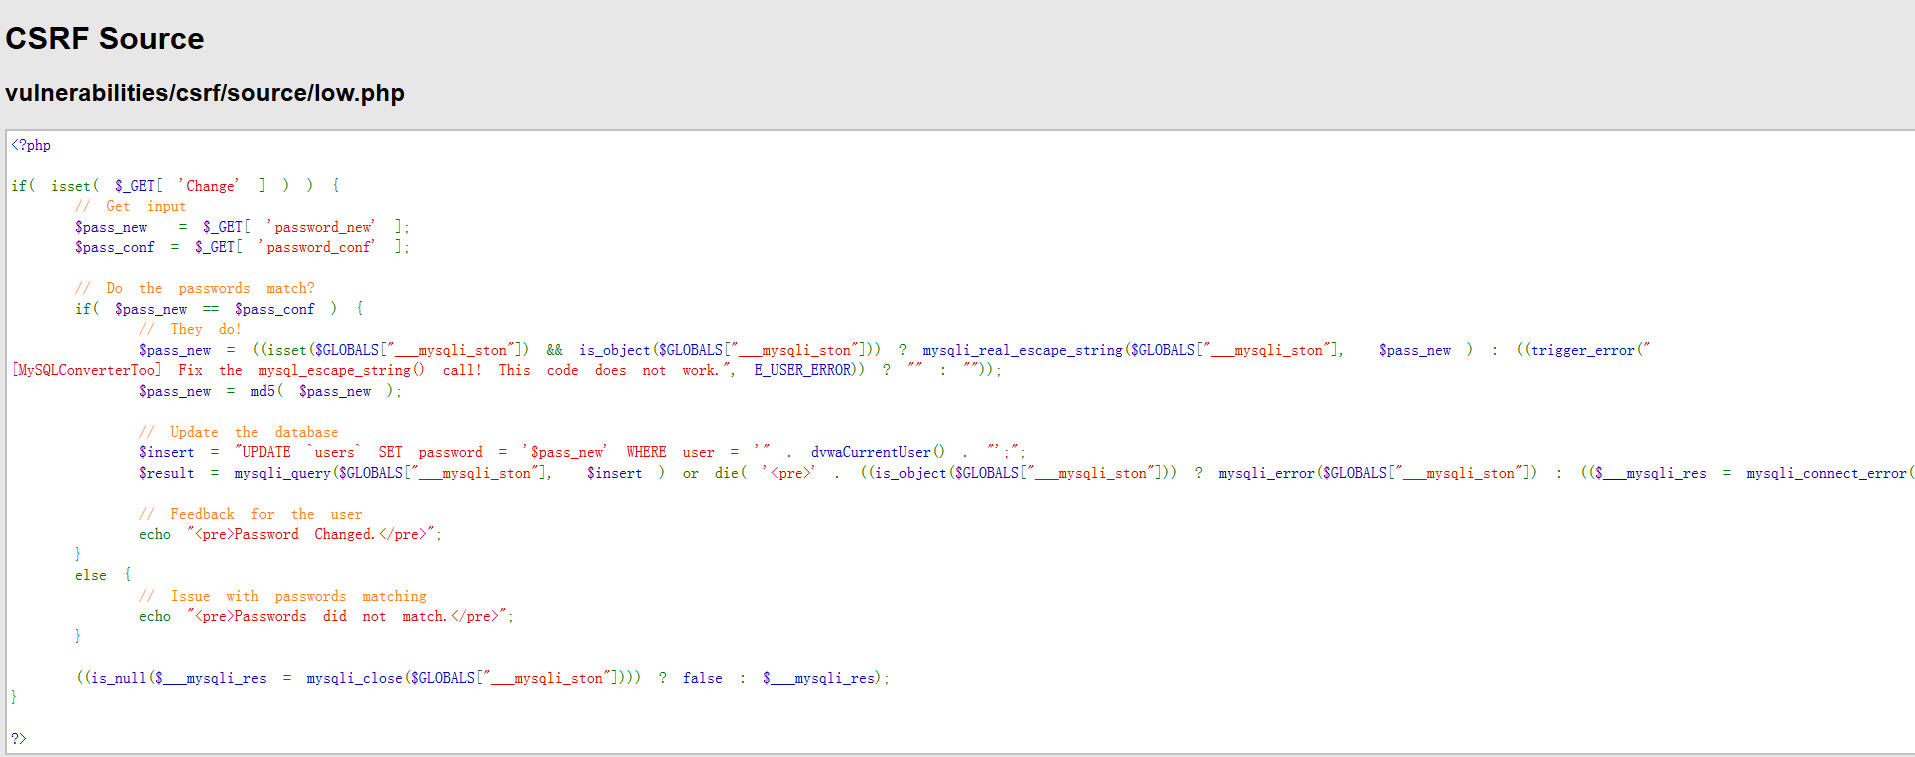 CSRF Source
vulnerabilities/csrf/source/low.php
<?php
if( isset( $_GET[ 'Change' ] ) ) {
// Get input
$pass_new = $_GET[ 'password_new' ];
$pass_conf = $_GET[ 'password_conf' ];
// Do the passwords match?
if( $pass_new == $pass_conf ) {
// They do!
$pass_new = ((isset($GLOBALS["___mysqli_ston"]) && is_object($GLOBALS["___mysqli_ston"])) ? mysqli_real_escape_string($GLOBALS["___mysqli_ston"], $pass_new ) : ((trigger_error("
[MySQLConverterToo] Fix the mysql_escape_string() call! This code does not work.", E_USER_ERROR)) ? "" : ""));
$pass_new = md5( $pass_new );
// Update the database
$insert = "UPDATE `users` SET password = '$pass_new' WHERE user = '" . dvwaCurrentUser() . "';";
$result = mysqli_query($GLOBALS["___mysqli_ston"], $insert ) or die( '<pre>' . ((is_object($GLOBALS["___mysqli_ston"])) ? mysqli_error($GLOBALS["___mysqli_ston"]) : (($___mysqli_res = mysqli_connect_error(
// Feedback for the user
echo "<pre>Password Changed.</pre>";
}
else {
// Issue with passwords matching
echo "<pre>Passwords did not match.</pre>";
}
((is_null($___mysqli_res = mysqli_close($GLOBALS["___mysqli_ston"]))) ? false : $___mysqli_res);
}
?>